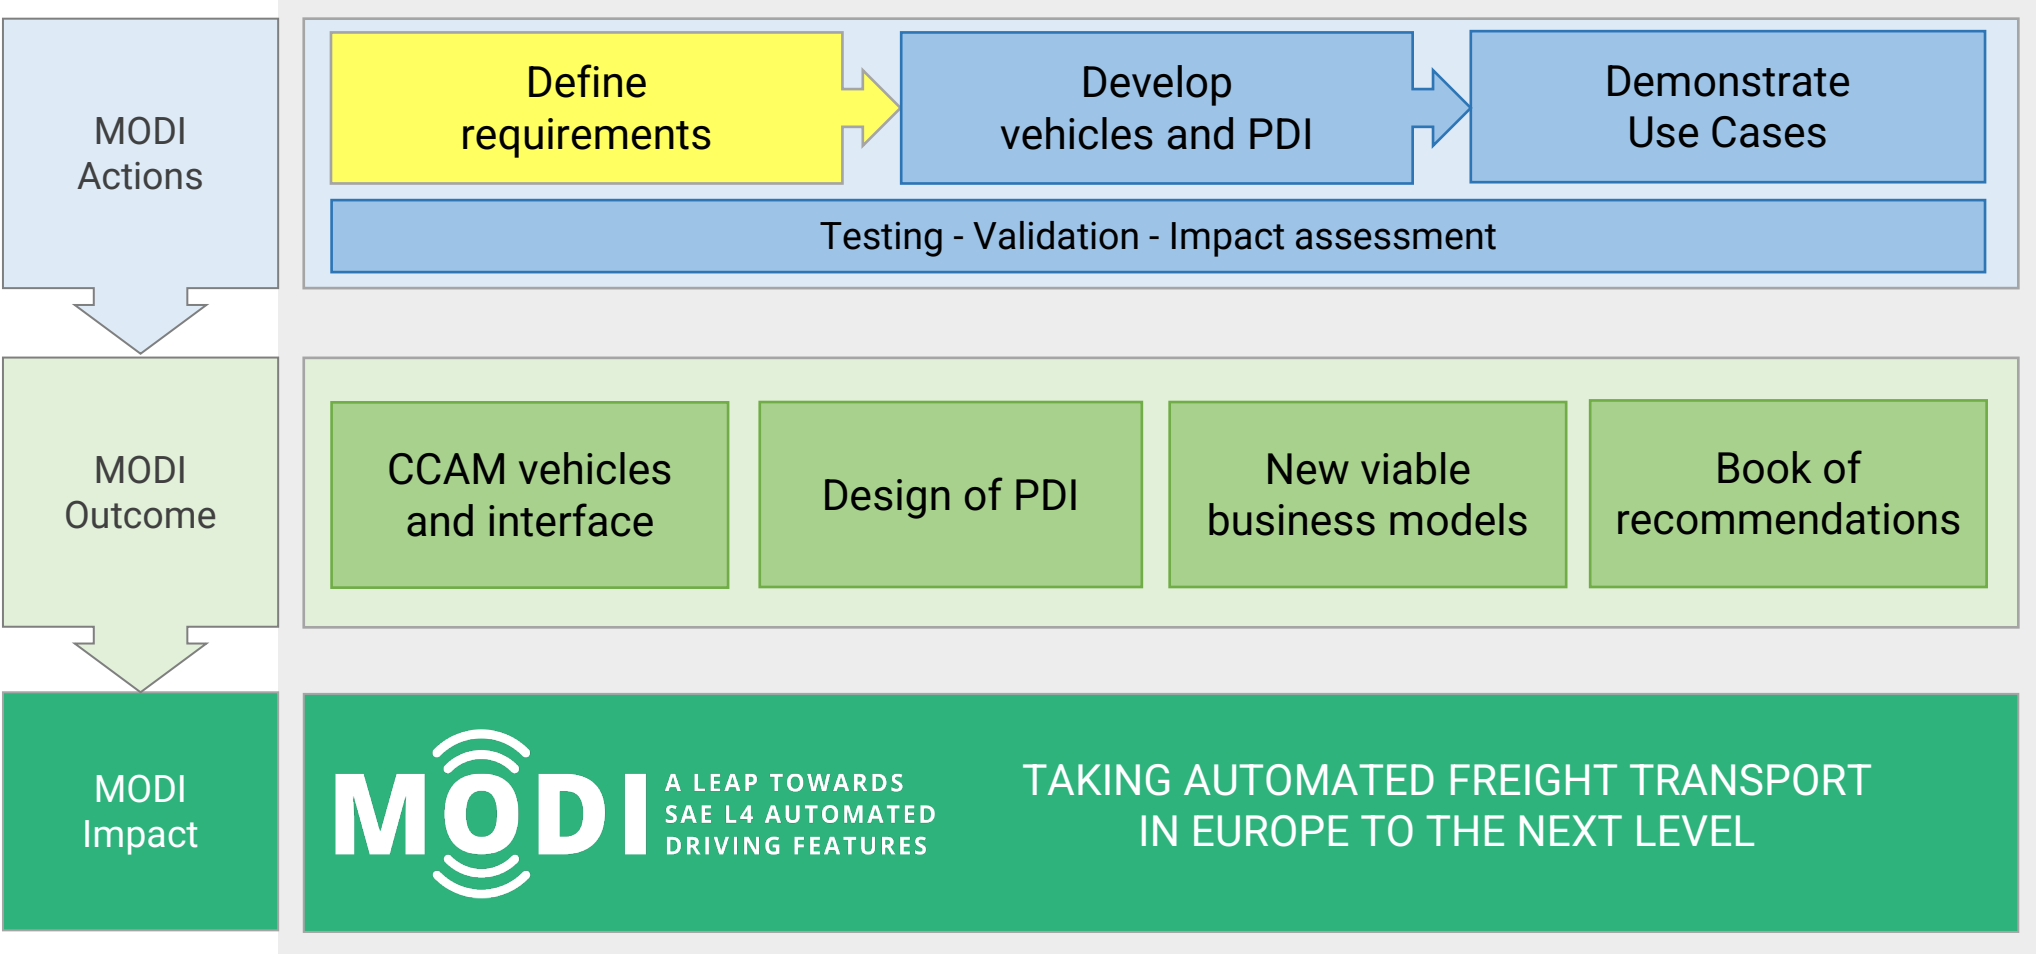 MODI
Actions
Define
requirements
Develop
vehicles and PDI
Demonstrate
Use Cases
Testing - Validation - Impact assessment
MODI
Outcome
CCAM vehicles
and interface
Design of PDI
New viable
business models
Book of
recommendations
MODI
Impact
MODI
A LEAP TOWARDS
SAE L4 AUTOMATED
DRIVING FEATURES
TAKING AUTOMATED FREIGHT TRANSPORT
IN EUROPE TO THE NEXT LEVEL